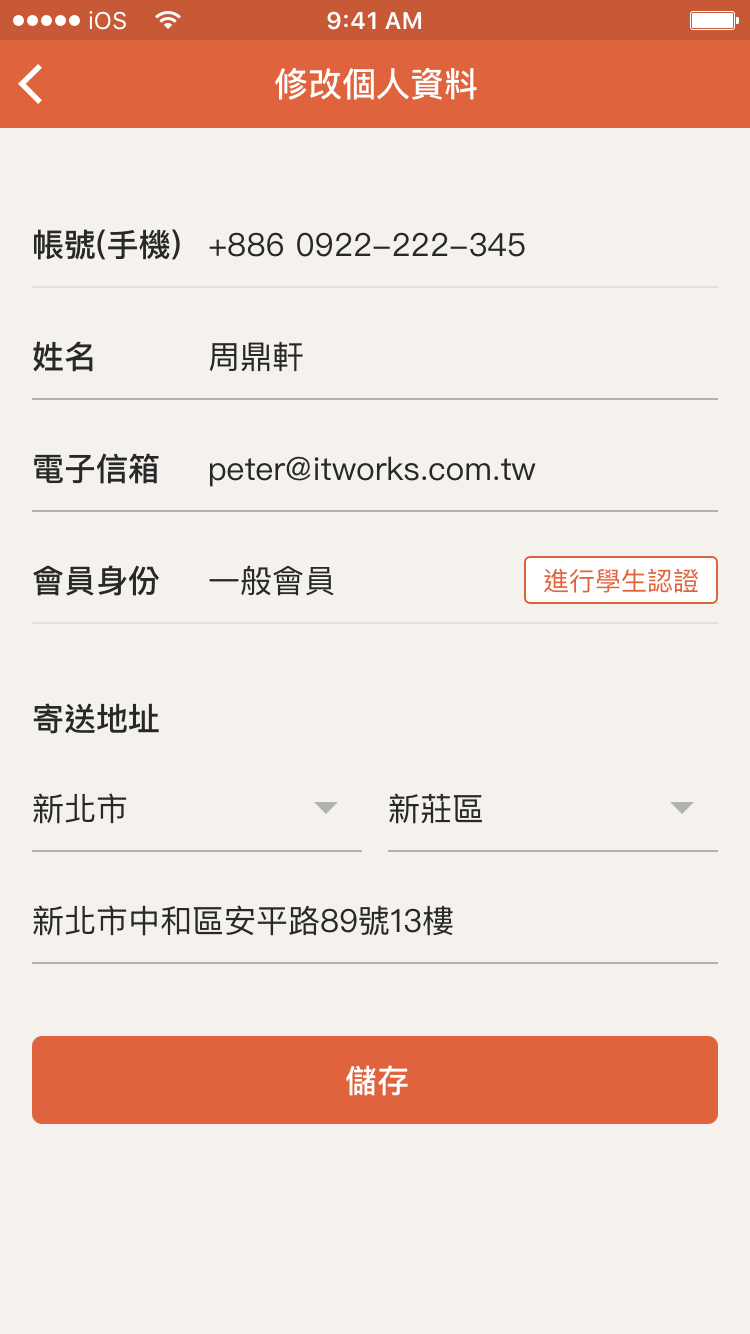 iOS 9:41 AM
修改個人資料
帳號(手機) +886 0922-222-345
姓名 周鼎軒
電子信箱 peter@itworks.com.tw
會員身份 一般會員 進行學生認證
寄送地址
新北市 新莊區
新北市中和區安平路89號13樓
儲存